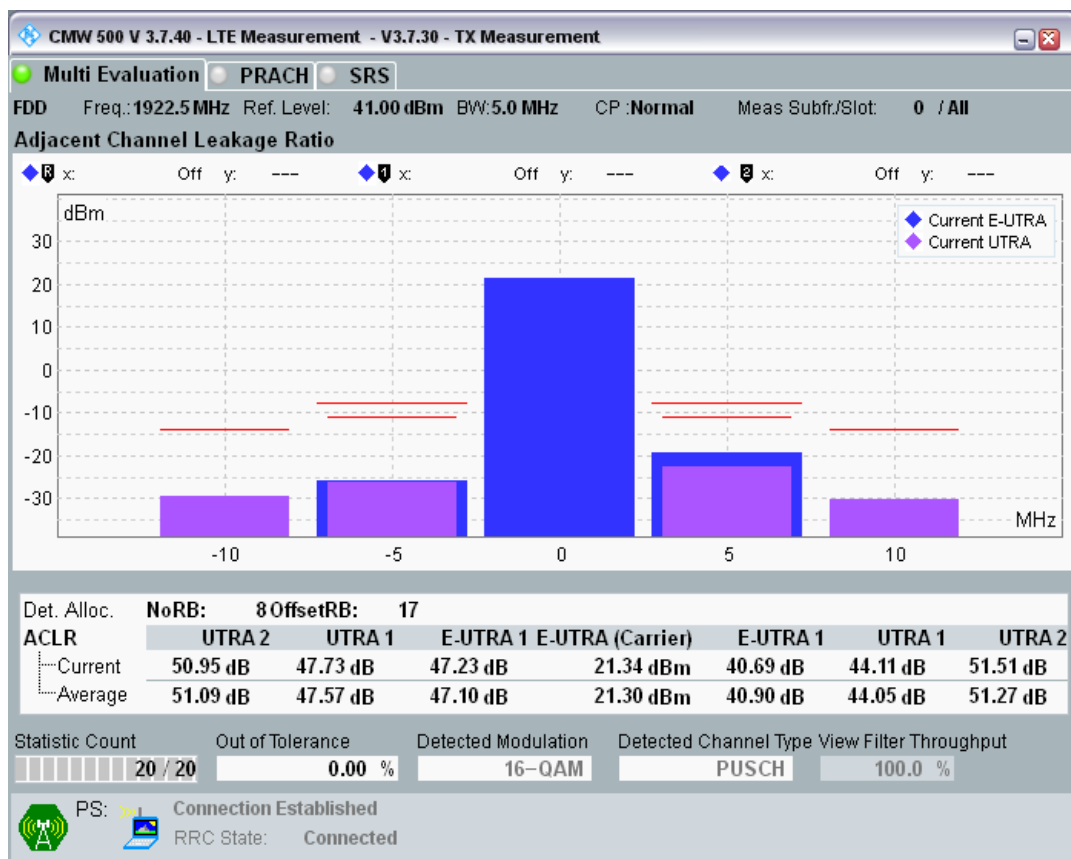 CMW 500 V 3.7.40 - LTE Measurement - V3.7.30 - TX Measurement
Multi Evaluation PRACH SRS
FDD Freq.: 1922.5 MHz Ref. Level: 41.00 dBm BW: 5.0 MHz CP : Normal Meas Subfr./Slot: 0 / All
Adjacent Channel Leakage Ratio
R x: Off y: --- 1 x: Off y: --- 2 x: Off y: ---
dBm
Current E-UTRA
Current UTRA
30
20
10
0
-10
-20
-30
MHz
-10 -5 0 5 10
Det. Alloc. NoRB: 8 OffsetRB: 17
ACLR UTRA 2 UTRA 1 E-UTRA 1 E-UTRA (Carrier) E-UTRA 1 UTRA 1 UTRA 2
Current 50.95 dB 47.73 dB 47.23 dB 21.34 dBm 40.69 dB 44.11 dB 51.51 dB
Average 51.09 dB 47.57 dB 47.10 dB 21.30 dBm 40.90 dB 44.05 dB 51.27 dB
Statistic Count Out of Tolerance Detected Modulation Detected Channel Type View Filter Throughput
20 / 20 0.00 % 16-QAM PUSCH 100.0 %
PS: Connection Established
RRC State: Connected